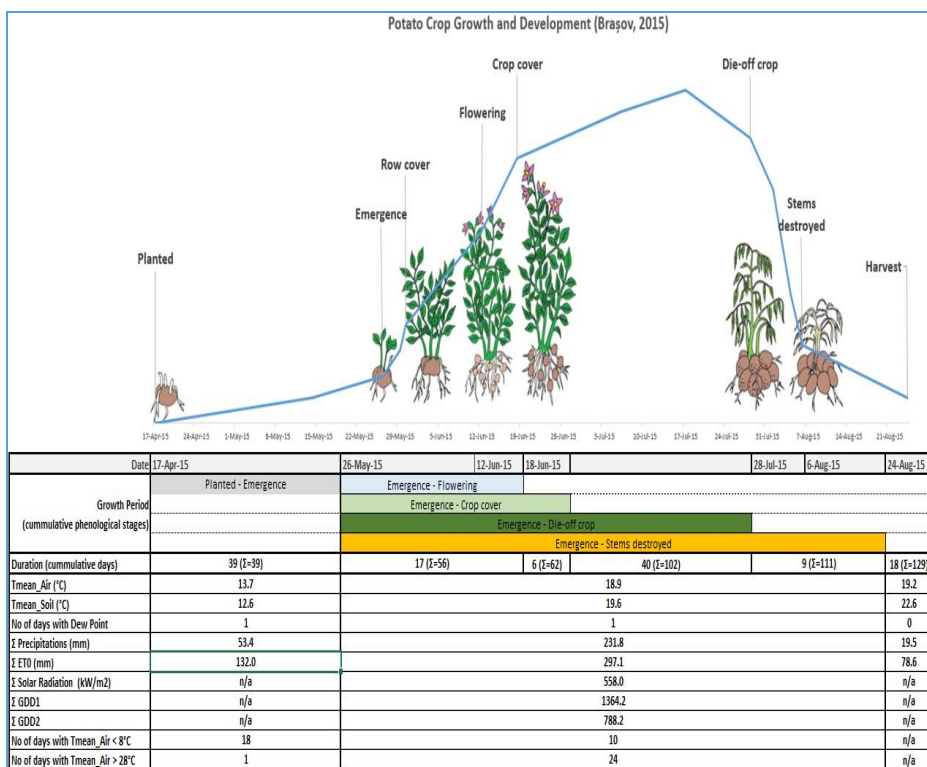 Potato Crop Growth and Development (Brașov, 2015)
Crop cover
Die-off crop
Flowering
Row cover
Stems
destroyed
Emergence
Planted
Harvest
17-Apr-15 24-Apr-15 1-May-15 8-May-15 15-May-15 22-May-15 29-May-15 5-Jun-15 12-Jun-15 19-Jun-15 26-Jun-15 3-Jul-15 10-Jul-15 17-Jul-15 24-Jul-15 31-Jul-15 7-Aug-15 14-Aug-15 21-Aug-15
Date 17-Apr-15 26-May-15 12-Jun-15 18-Jun-15 28-Jul-15 6-Aug-15 24-Aug-15
Planted - Emergence Emergence - Flowering
Growth Period Emergence - Crop cover
(cummulative phenological stages) Emergence - Die-off crop
Emergence - Stems destroyed
Duration (cummulative days) 39 (Σ=39) 17 (Σ=56) 6 (Σ=62) 40 (Σ=102) 9 (Σ=111) 18 (Σ=129)
Tmean_Air (°C) 13.7 18.9 19.2
Tmean_Soil (°C) 12.6 19.6 22.6
No of days with Dew Point 1 1 0
Σ Precipitations (mm) 53.4 231.8 19.5
Σ ET0 (mm) 132.0 297.1 78.6
Σ Solar Radiation (kW/m2) n/a 558.0 n/a
Σ GDD1 n/a 1364.2 n/a
Σ GDD2 n/a 788.2 n/a
No of days with Tmean_Air < 8°C 18 10 n/a
No of days with Tmean_Air > 28°C 1 24 n/a